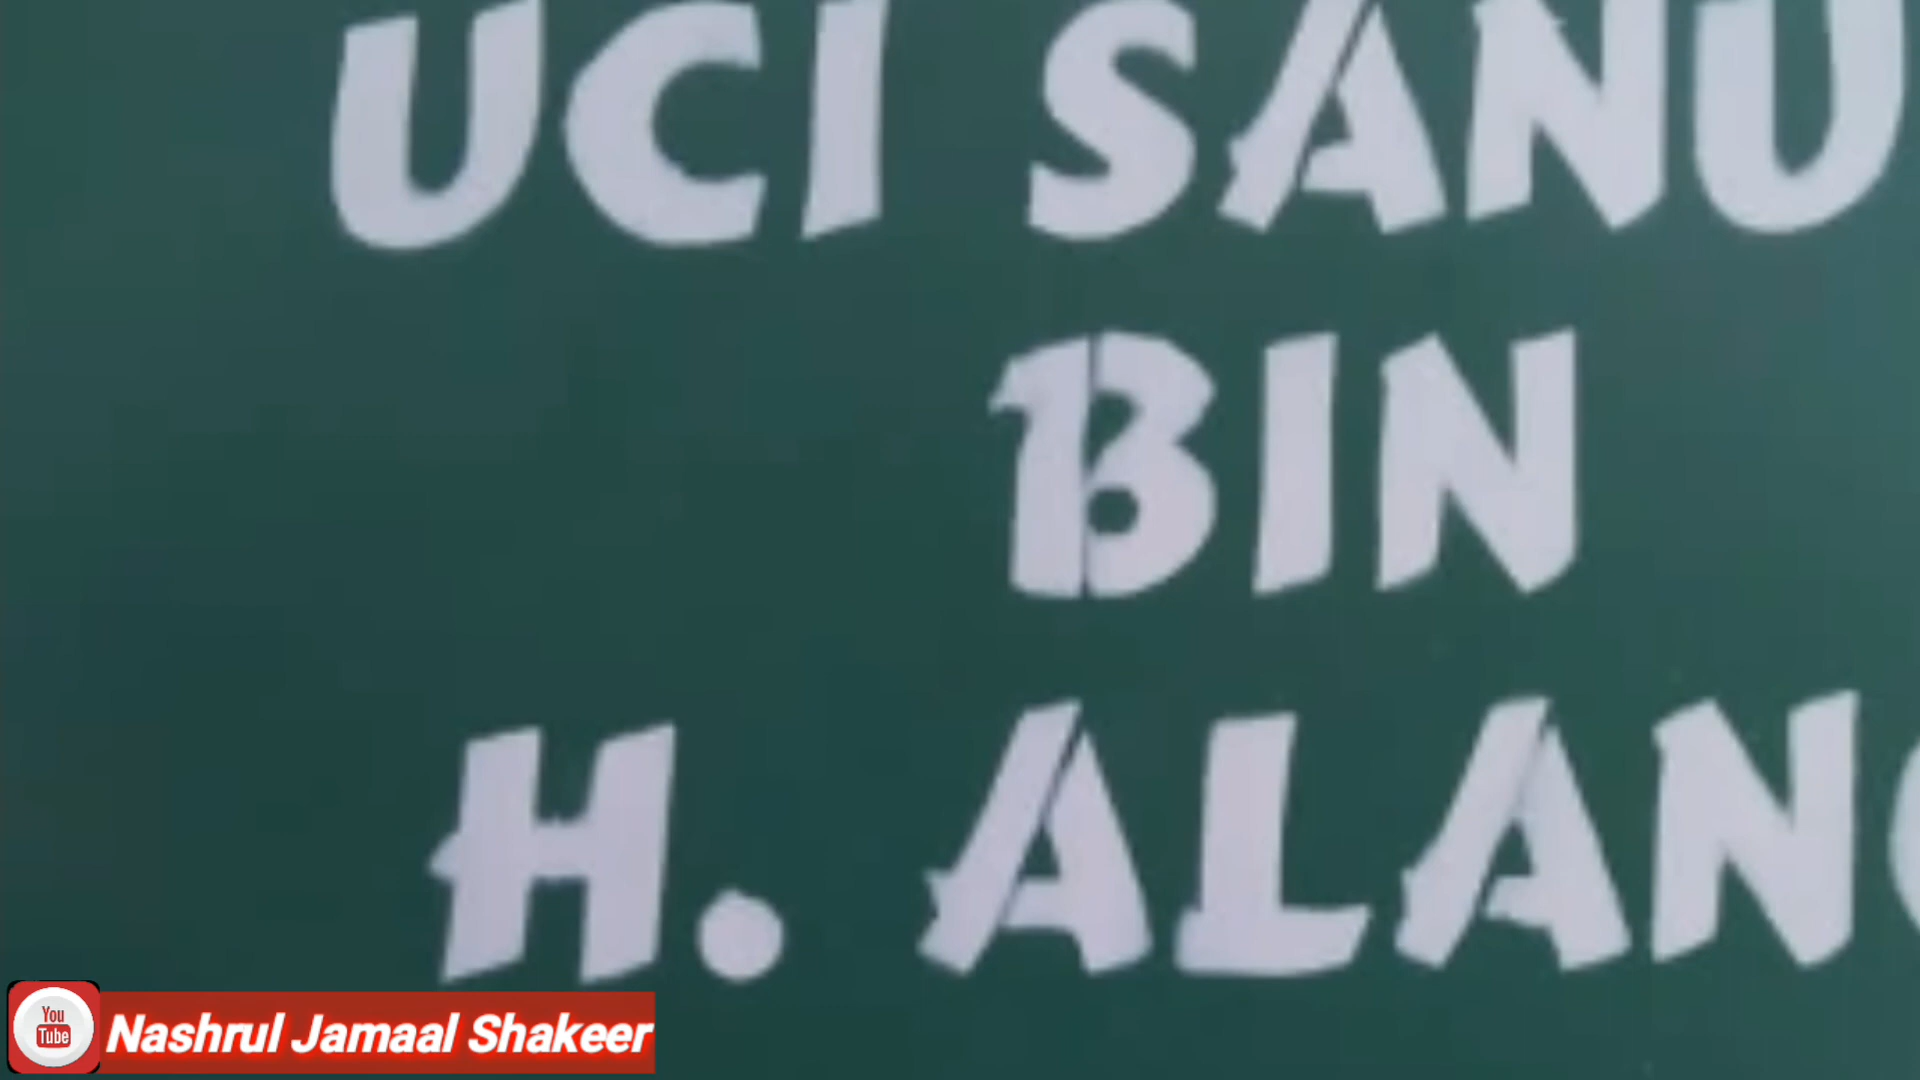 UCI SANU
BIN
H. ALAN
You
Tube
Nashrul Jamaal Shakeer